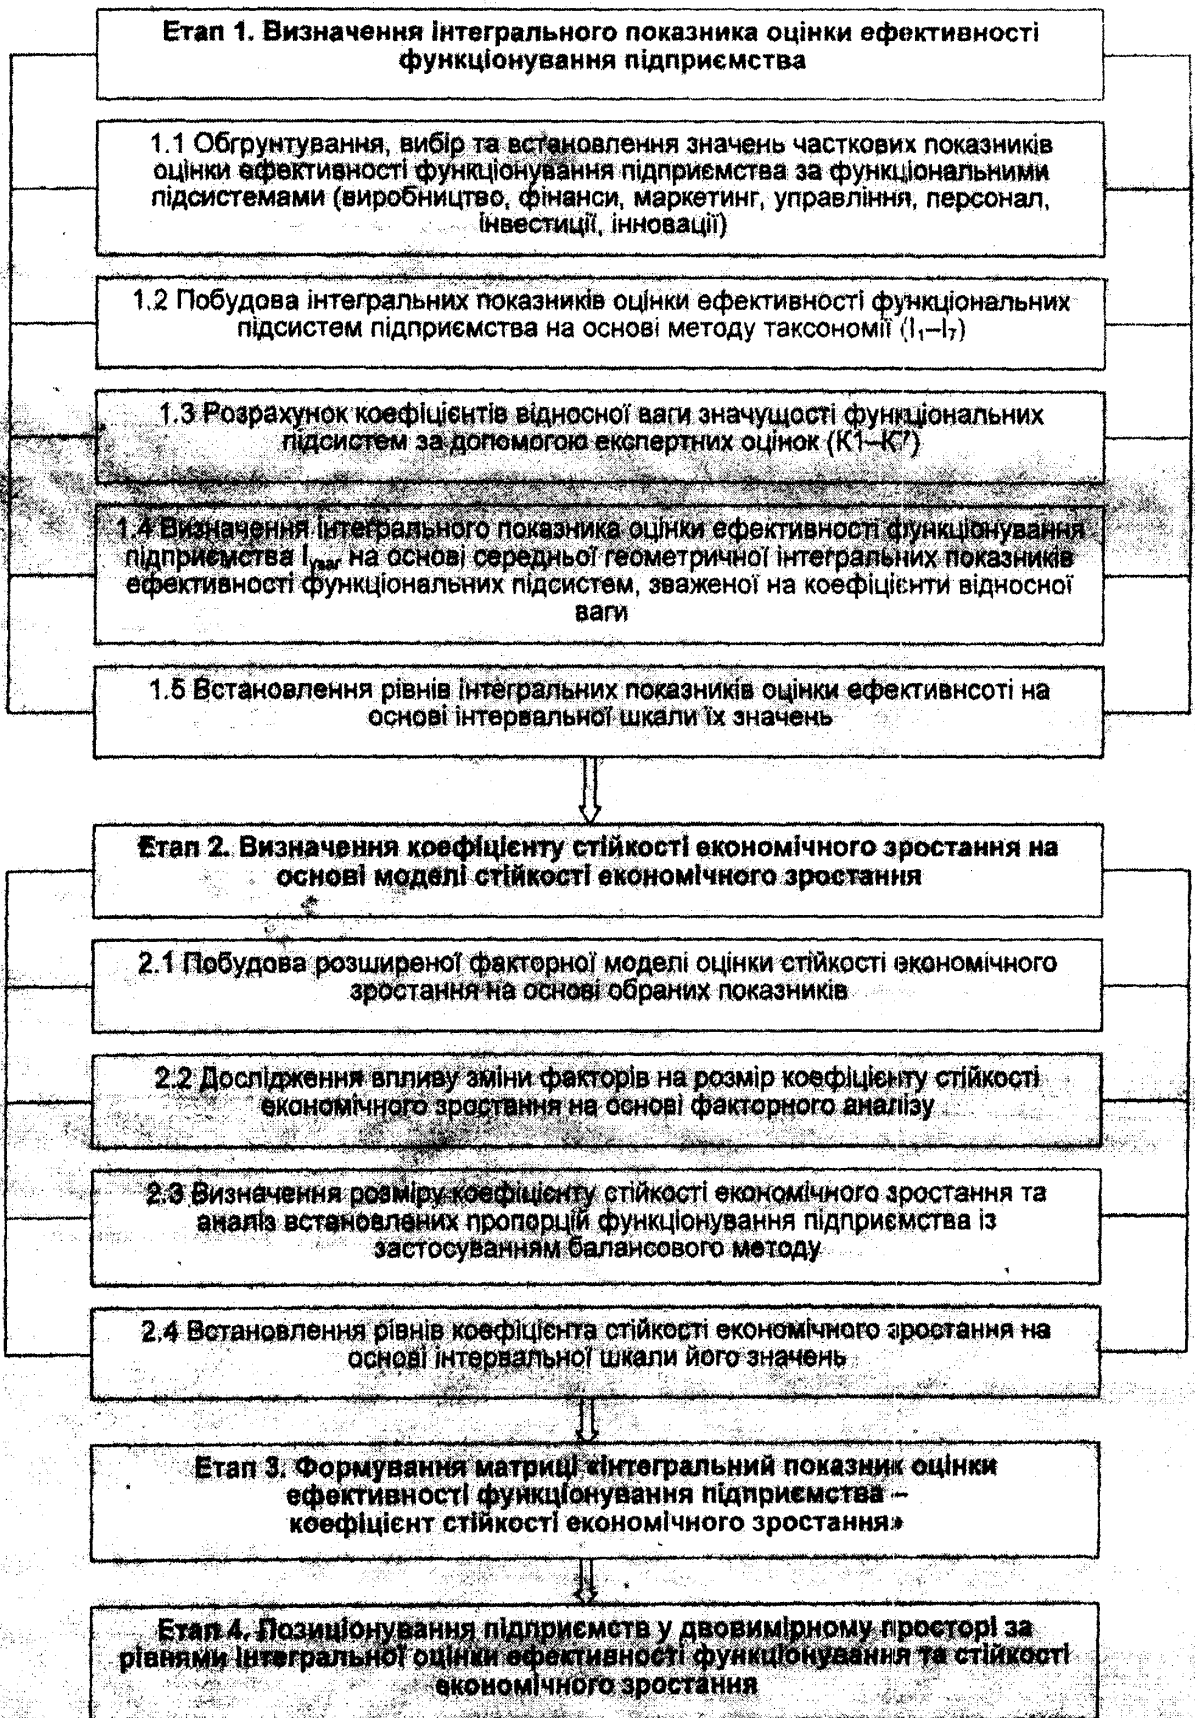 Етап 1. Визначення інтегрального показника оцінки ефективності
функціонування підприємства
1.1 Обґрунтування, вибір та встановлення значень часткових показників
оцінки ефективності функціонування підприємства за функціональними
підсистемами (виробництво, фінанси, маркетинг, управління, персонал,
інвестиції, інновації)
1.2 Побудова інтегральних показників оцінки ефективності функціональних
підсистем підприємства на основі методу таксономії (I₁–I₇)
1.3 Розрахунок коефіцієнтів відносної ваги значущості функціональних
підсистем за допомогою експертних оцінок (К1–К7)
1.4 Визначення інтегрального показника оцінки ефективності функціонування
підприємства на основі середньої геометричної інтегральних показників
ефективності функціональних підсистем, зваженої на коефіцієнти відносної
ваги
1.5 Встановлення рівнів інтегральних показників оцінки ефективнсоті на
основі інтервальної шкали їх значень
Етап 2. Визначення коефіцієнту стійкості економічного зростання на
основі моделі стійкості економічного зростання
2.1 Побудова розширеної факторної моделі оцінки стійкості економічного
зростання на основі обраних показників
2.2 Дослідження впливу зміни факторів на розмір коефіцієнту стійкості
економічного зростання на основі факторного аналізу
2.3 Визначення розміру коефіцієнту стійкості економічного зростання та
аналіз встановлених пропорцій функціонування підприємства із
застосуванням балансового методу
2.4 Встановлення рівнів коефіцієнта стійкості економічного зростання на
основі інтервальної шкали його значень
Етап 3. Формування матриці «Інтегральний показник оцінки
ефективності функціонування підприємства –
коефіцієнт стійкості економічного зростання»
Етап 4. Позиціонування підприємств у двовимірному просторі за
рівнями інтегральної оцінки ефективності функціонування та стійкості
економічного зростання